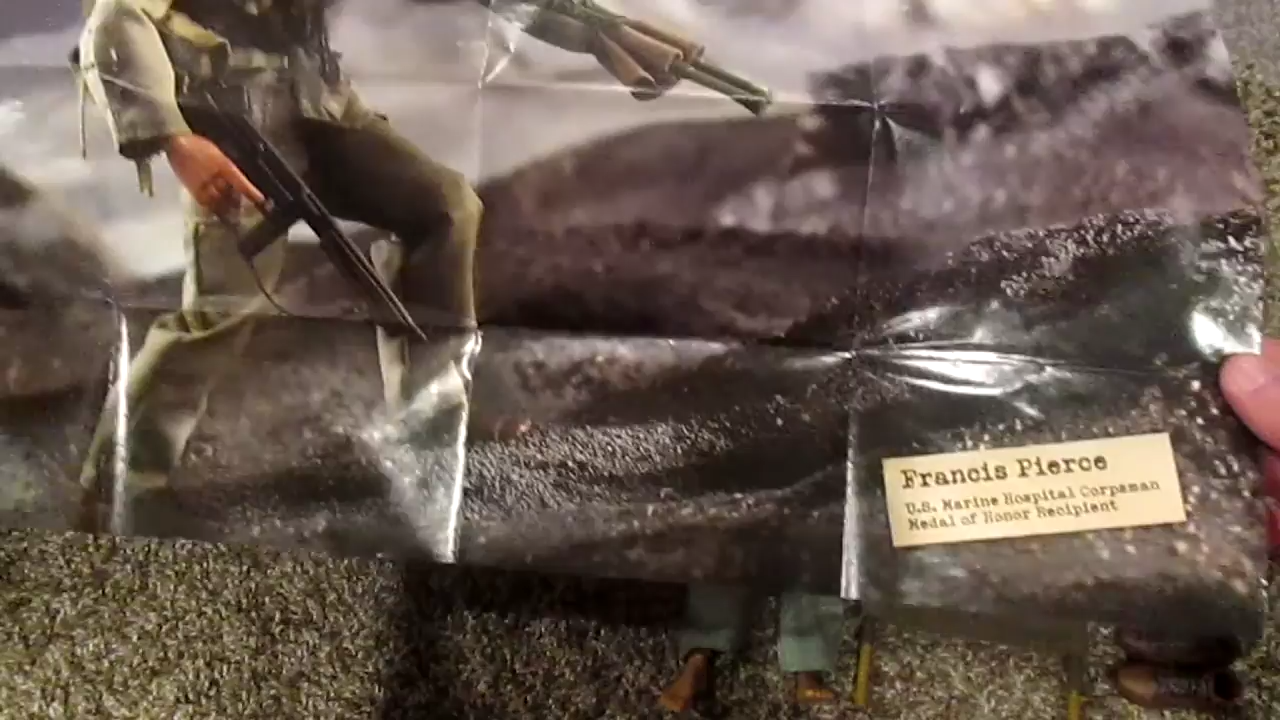 Francis Pierce
U.S. Marine Hospital Corpsman
Medal of Honor Recipient